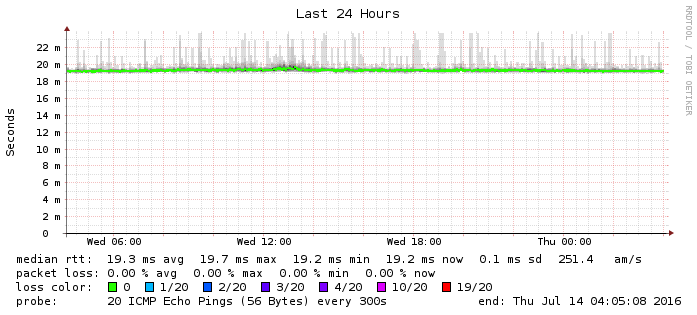 Last 24 Hours
RRDTOOL / TOBI OETIKER
Seconds
22 m
20 m
18 m
16 m
14 m
12 m
10 m
8 m
6 m
4 m
2 m
0
Wed 06:00 Wed 12:00 Wed 18:00 Thu 00:00
median rtt: 19.3 ms avg 19.7 ms max 19.2 ms min 19.2 ms now 0.1 ms sd 251.4 am/s
packet loss: 0.00 % avg 0.00 % max 0.00 % min 0.00 % now
loss color: 0 1/20 2/20 3/20 4/20 10/20 19/20
probe: 20 ICMP Echo Pings (56 Bytes) every 300s end: Thu Jul 14 04:05:08 2016